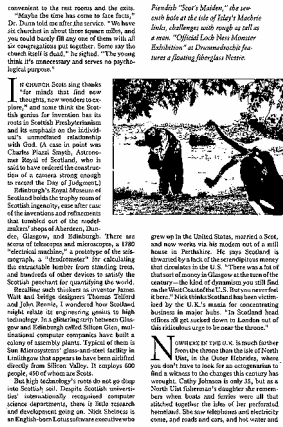 convenient to the rest rooms and the exits.
"Maybe the time has come to face facts,"
Dr. Dunn told me after the service. "We have
six churches in about three square miles, and
you could barely fill any one of them with all
six congregations put together. Some say the
church itself is dead," he sighed. "The young
think it's unnecessary and serves no psycho-
logical purpose."
IN CHURCH Scots sing thanks
"for minds that find new
thoughts, new wonders to ex-
plore," and some think the Scot-
tish genius for invention has its
roots in Scottish Presbyterianism
and its emphasis on the individ-
ual's unmediated relationship
with God. (A case in point was
Charles Piazzi Smyth, Astrono-
mer Royal of Scotland, who is
said to have ordered the construc-
tion of a camera strong enough
to record the Day of Judgment.)
Edinburgh's Royal Museum of
Scotland holds the trophy room of
Scottish ingenuity, case after case
of the inventions and refinements
that tumbled out of the model-
makers' shops of Aberdeen, Dun-
dee, Glasgow, and Edinburgh. There are
scores of telescopes and microscopes, a 1780
"electrical machine," a prototype of the seis-
mograph, a "dendrometer" for calculating
the extractable lumber from standing trees,
and hundreds of other devices to satisfy the
Scottish penchant for quantifying the world.
Recalling such thinkers as inventor James
Watt and bridge designers Thomas Telford
and John Rennie, I wondered how Scotland
might relate its engineering genius to high
technology. In a glittering strip between Glas-
gow and Edinburgh called Silicon Glen, mul-
tinational computer companies have built a
colony of assembly plants. Typical of them is
Sun Microsystems' glass-and-steel facility in
Linlithgow that appears to have been airlifted
directly from Silicon Valley. It employs 600
people, 450 of whom are Scots.
But high technology's roots do not go deep
into Scottish soil. Despite Scottish universi-
ties' internationally recognized computer
science departments, there is little research
and development going on. Nick Shelness is
an English-born Lotus software executive who
Fiendish "Scot's Maiden," the sev-
enth hole at the isle of Islay's Machrie
links, challenges with rough as tall as
a man. "Official Loch Ness Monster
Exhibition" at Drumnadrochit fea-
tures a floating fiberglass Nessie.
grew up in the United States, married a Scot,
and now works via his modem out of a mill
house in Perthshire. He says Scotland is
thwarted by a lack of the serendipitous money
that circulates in the U.S. "There was a lot of
that sort of money in Glasgow at the turn of the
century—the kind of dynamism you still find
on the West Coast of the U.S. But you never feel
it here." Nick thinks Scotland has been victim-
ized by the U.K.'s mania for concentrating
business in major hubs. "In Scotland head
offices all get sucked down to London out of
this ridiculous urge to be near the throne."
NOWHERE IN THE U.K. is much farther
from the throne than the isle of North
Uist, in the Outer Hebrides, where
you don't have to look for an octogenarian to
find a witness to the changes this century has
wrought. Cathy Johnson is only 35, but as a
North Uist fisherman's daughter she remem-
bers when boats and ferries were all that
stitched together the isles of her preferred
homeland. She saw telephones and electricity
come, and roads and cars, and hot water and